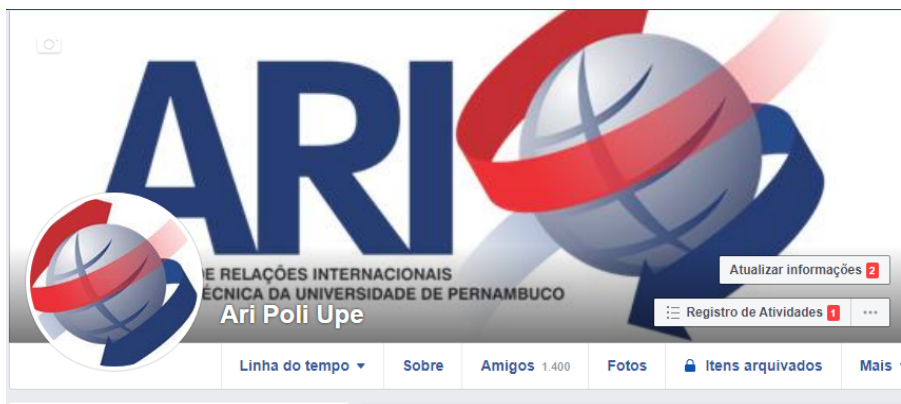 ARI
E RELAÇÕES INTERNACIONAIS
ÉCNICA DA UNIVERSIDADE DE PERNAMBUCO
Ari Poli Upe
Atualizar informações 2
Registro de Atividades 1 ...
Linha do tempo Sobre Amigos 1.400 Fotos Itens arquivados Mais